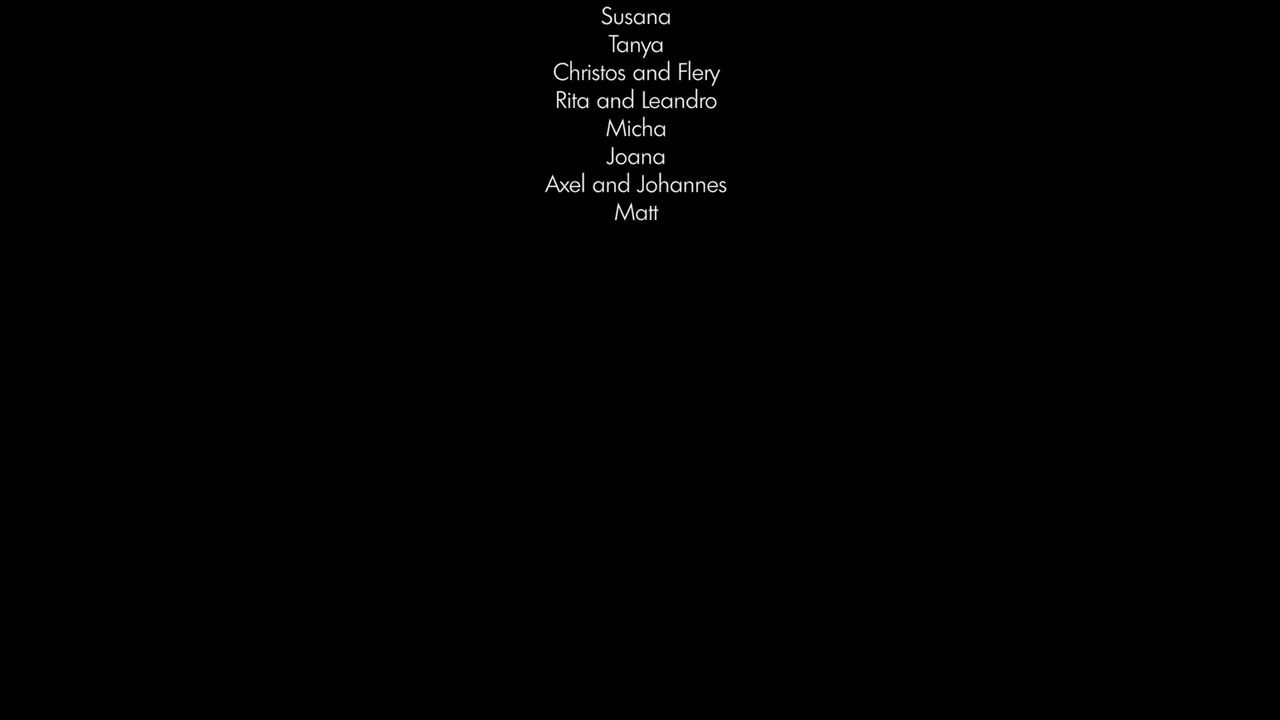 Susana
Tanya
Christos and Flery
Rita and Leandro
Micha
Joana
Axel and Johannes
Matt